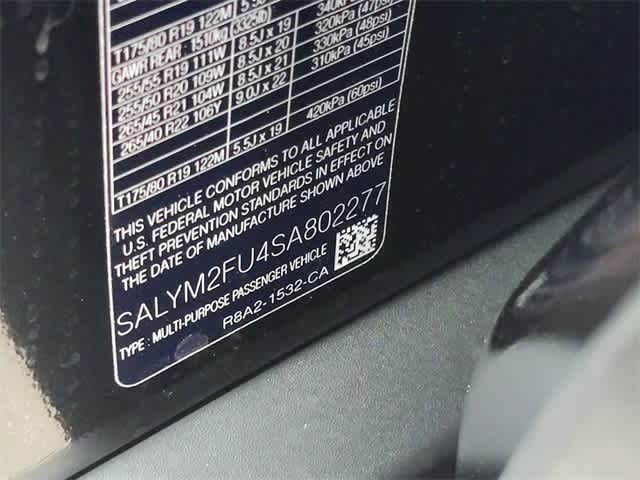 T175/80 R19 122M 340kPa (47psi)
GAWR REAR : 1510kg (3325lb)
255/55 R19 111W 8.5J x 19 320kPa
255/50 R20 109W 8.5J x 20 330kPa (48psi)
265/45 R21 104W 8.5J x 21 310kPa (45psi)
265/40 R22 106Y 9.0J x 22
T175/80 R19 122M 5.5J x 19 420kPa (60psi)
THIS VEHICLE CONFORMS TO ALL APPLICABLE
U.S. FEDERAL MOTOR VEHICLE SAFETY AND
THEFT PREVENTION STANDARDS IN EFFECT ON
THE DATE OF MANUFACTURE SHOWN ABOVE
SALYM2FU4SA802277
TYPE : MULTI-PURPOSE PASSENGER VEHICLE
R8A2-1532-CA